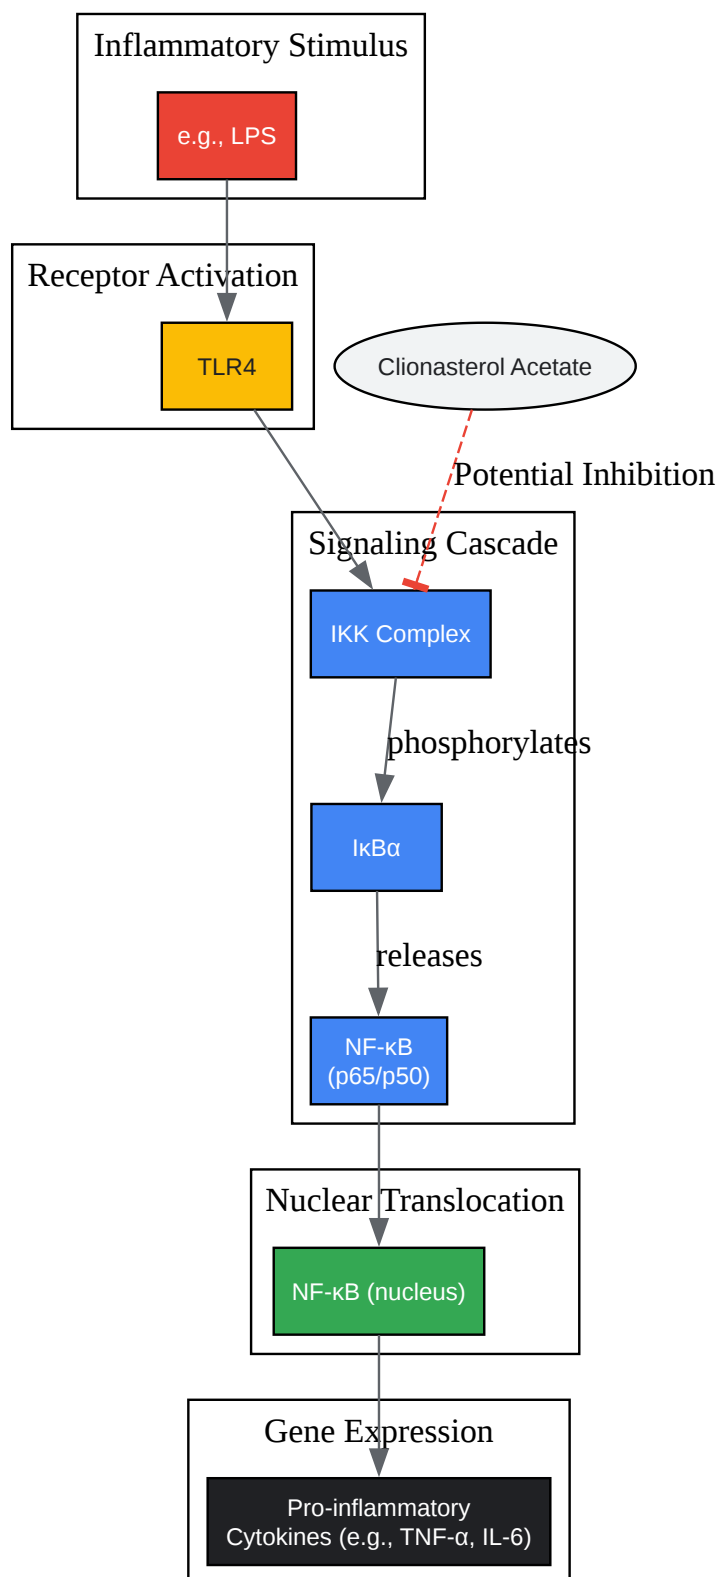 Inflammatory Stimulus
e.g., LPS
Receptor Activation
TLR4
Clionasterol Acetate
Potential Inhibition
Signaling Cascade
IKK Complex
phosphorylates
IκBα
releases
NF-κB
(p65/p50)
Nuclear Translocation
NF-κB (nucleus)
Gene Expression
Pro-inflammatory
Cytokines (e.g., TNF-α, IL-6)